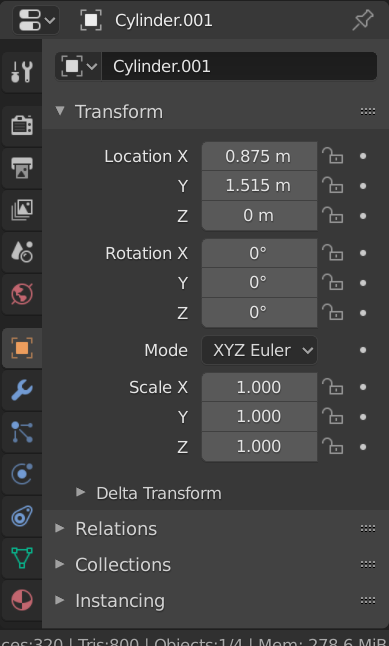 Cylinder.001
Cylinder.001
Transform
Location X 0.875 m
Y 1.515 m
Z 0 m
Rotation X 0°
Y 0°
Z 0°
Mode XYZ Euler
Scale X 1.000
Y 1.000
Z 1.000
Delta Transform
Relations
Collections
Instancing
ces:320 | Tris:800 | Objects:1/4 | Mem: 278.6 MiB